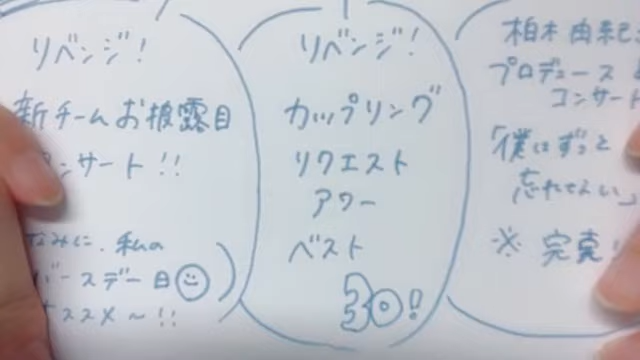 リベンジ!
新チームお披露目
ンサート!!
なみに、私の
バースデー日
オススメ〜!!
リベンジ!
カップリング
リクエスト
アワー
ベスト
30!
柏木由紀
プロデュース
コンサート
「僕はずっと
忘れてない」
※ 完売